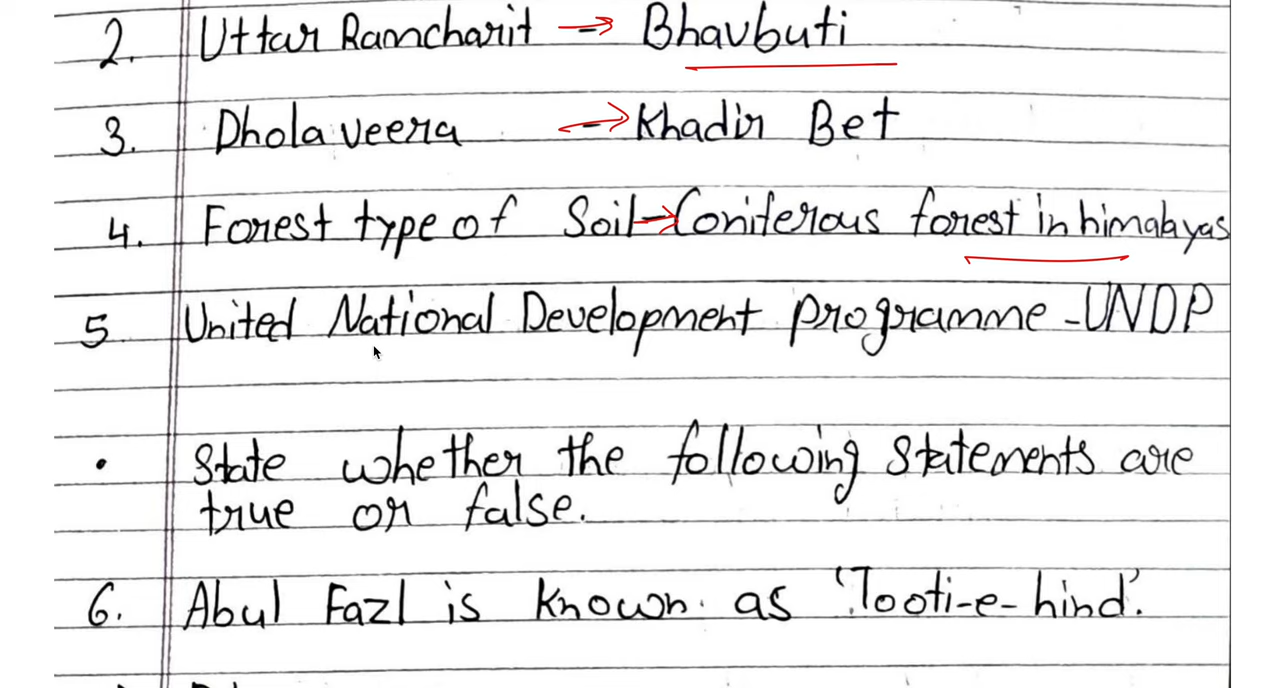 2. Uttar Ramcharit → Bhavbuti
3. Dholaveera → Khadir Bet
4. Forest type of Soil → Coniferous forest in himalayas
5 United National Development Programme - UNDP
• State whether the following statements are
true or false.
6. Abul Fazl is known as 'Tooti-e-hind'.